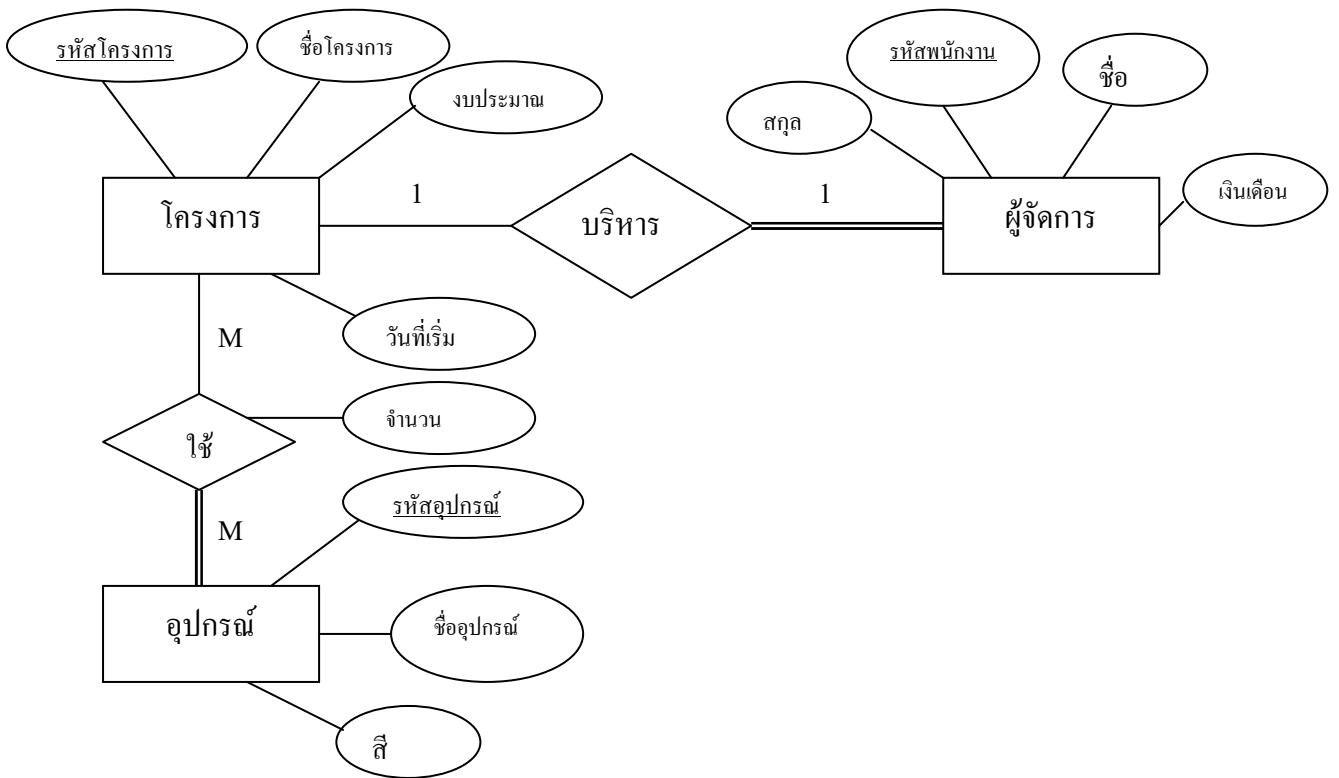 รหัสโครงการ
ชื่อโครงการ
งบประมาณ
รหัสพนักงาน
ชื่อ
สกุล
เงินเดือน
โครงการ
1
บริหาร
1
ผู้จัดการ
M
วันที่เริ่ม
จำนวน
ใช้
รหัสอุปกรณ์
M
อุปกรณ์
ชื่ออุปกรณ์
สี